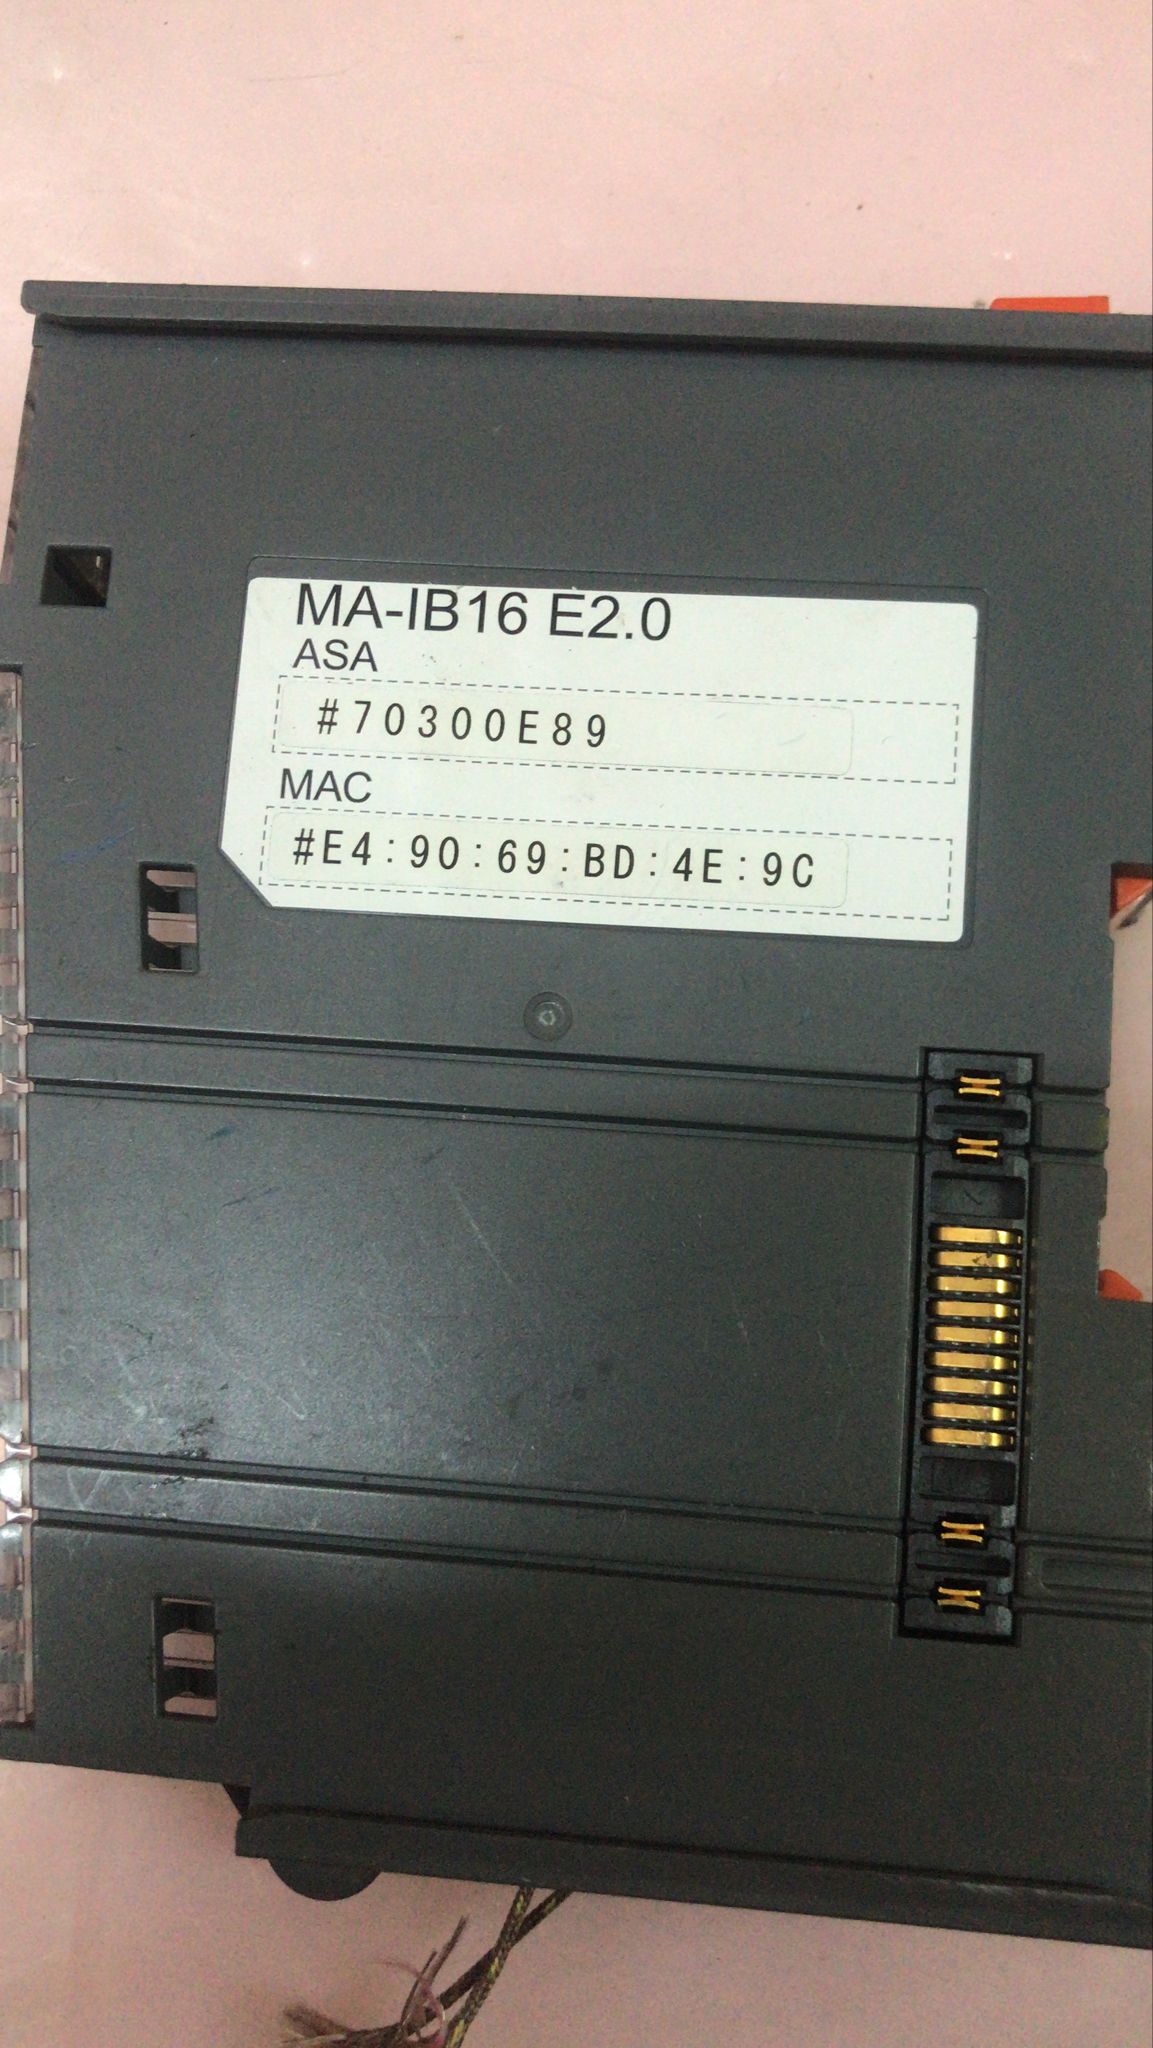 MA-IB16 E2.0
ASA
#70300E89
MAC
#E4:90:69:BD:4E:9C